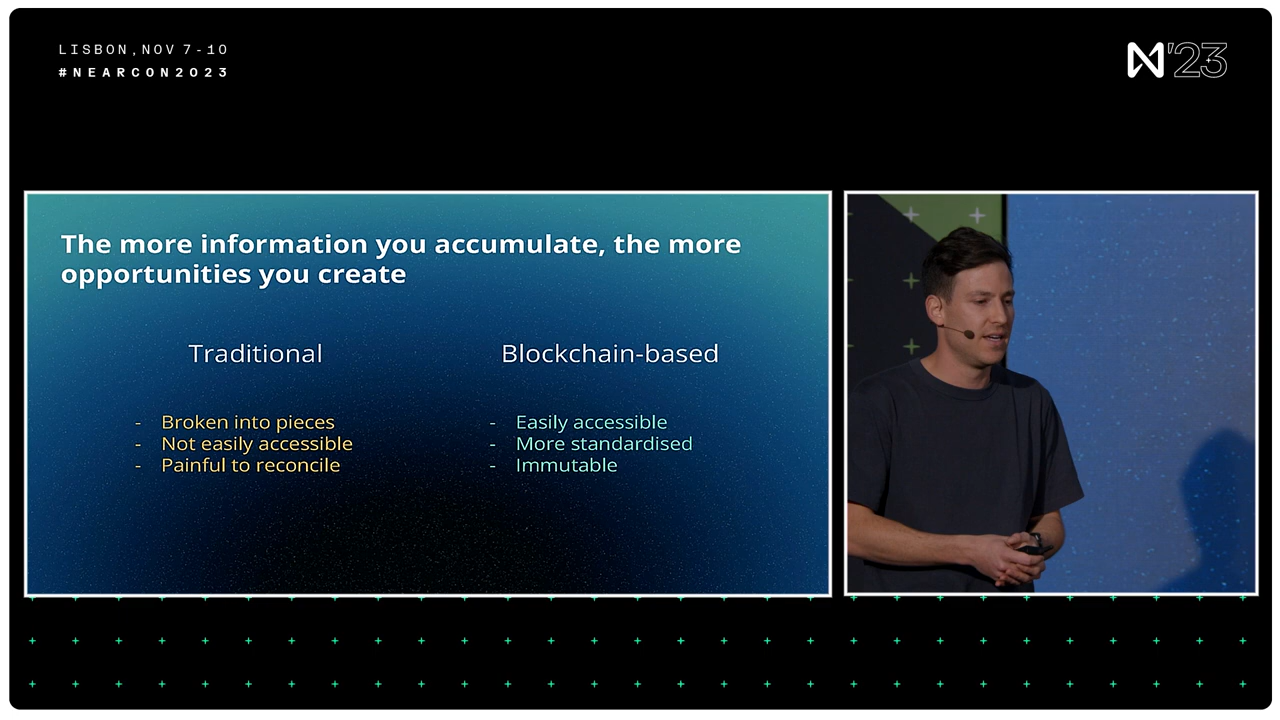 LISBON, NOV 7-10
#NEARCON2023
N'23
The more information you accumulate, the more
opportunities you create
Traditional
Blockchain-based
- Broken into pieces
- Not easily accessible
- Painful to reconcile
- Easily accessible
- More standardised
- Immutable